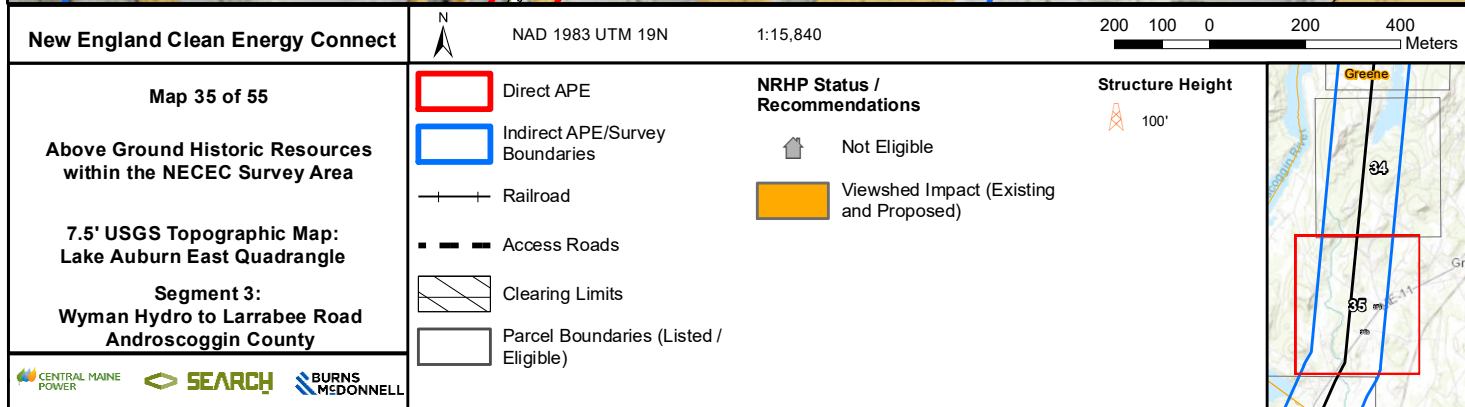 New England Clean Energy Connect
N
NAD 1983 UTM 19N
1:15,840
200 100 0 200 400
Meters
Map 35 of 55
Above Ground Historic Resources
within the NECEC Survey Area
7.5' USGS Topographic Map:
Lake Auburn East Quadrangle
Segment 3:
Wyman Hydro to Larrabee Road
Androscoggin County
CENTRAL MAINE
POWER
SEARCH
BURNS
McDONNELL
Direct APE
Indirect APE/Survey
Boundaries
Railroad
Access Roads
Clearing Limits
Parcel Boundaries (Listed /
Eligible)
NRHP Status /
Recommendations
Not Eligible
Viewshed Impact (Existing
and Proposed)
Structure Height
100'
Greene
34
35